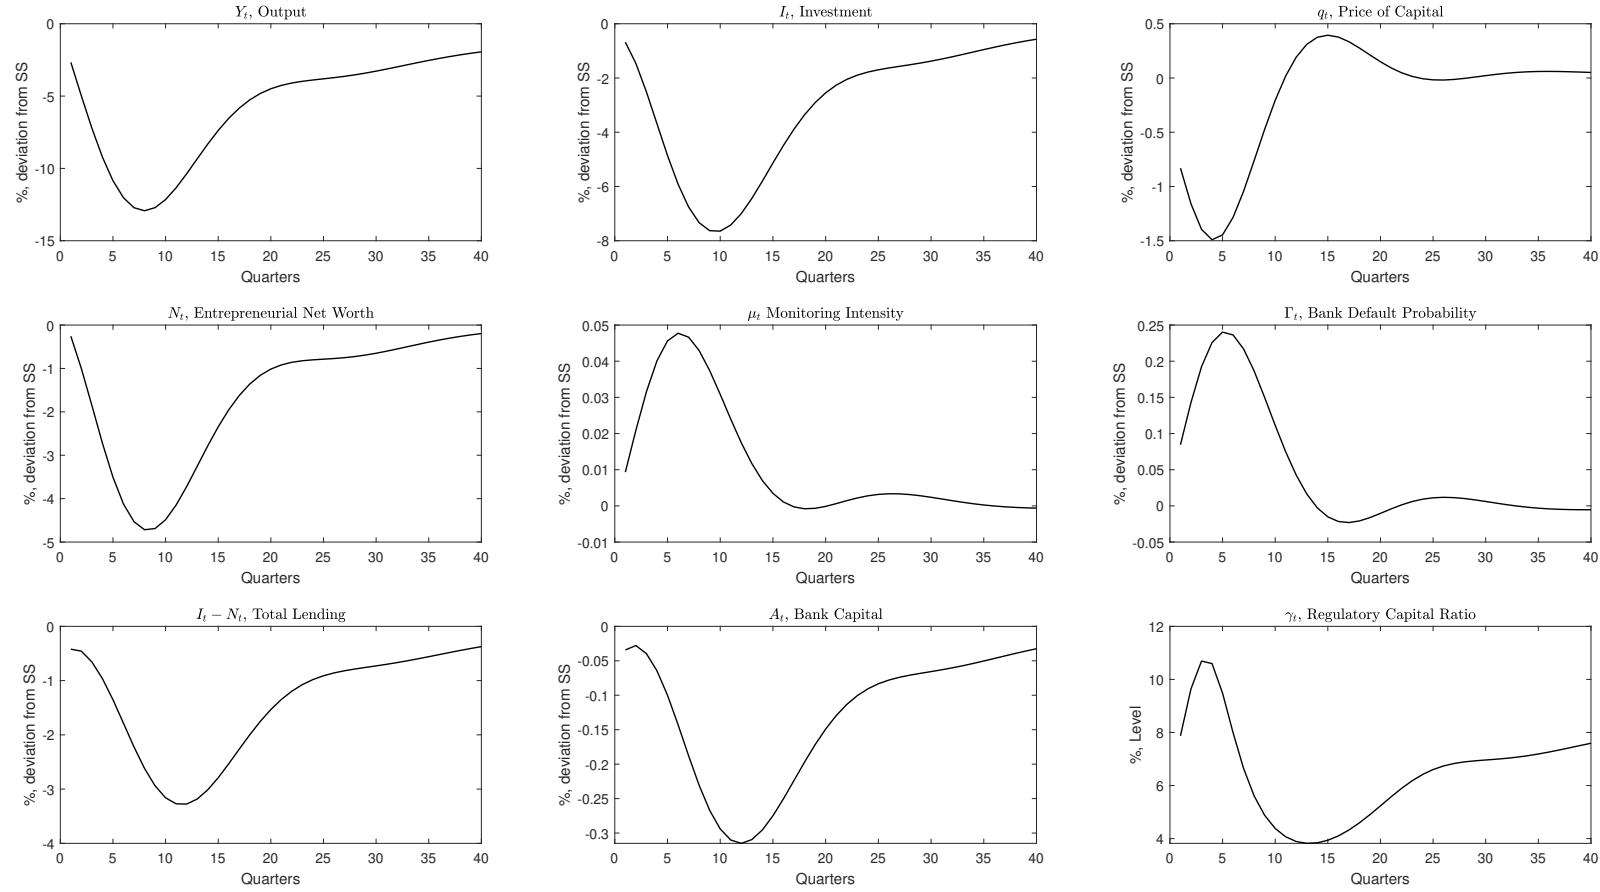 Yₜ, Output
%, deviation from SS
0
-5
-10
-15
0 5 10 15 20 25 30 35 40
Quarters
Iₜ, Investment
%, deviation from SS
0
-2
-4
-6
-8
0 5 10 15 20 25 30 35 40
Quarters
qₜ, Price of Capital
%, deviation from SS
0.5
0
-0.5
-1
-1.5
0 5 10 15 20 25 30 35 40
Quarters
Nₜ, Entrepreneurial Net Worth
%, deviation from SS
0
-1
-2
-3
-4
-5
0 5 10 15 20 25 30 35 40
Quarters
μₜ Monitoring Intensity
%, deviation from SS
0.05
0.04
0.03
0.02
0.01
0
-0.01
0 5 10 15 20 25 30 35 40
Quarters
Γₜ, Bank Default Probability
%, deviation from SS
0.25
0.2
0.15
0.1
0.05
0
-0.05
0 5 10 15 20 25 30 35 40
Quarters
Iₜ − Nₜ, Total Lending
%, deviation from SS
0
-1
-2
-3
-4
0 5 10 15 20 25 30 35 40
Quarters
Aₜ, Bank Capital
%, deviation from SS
0
-0.05
-0.1
-0.15
-0.2
-0.25
-0.3
0 5 10 15 20 25 30 35 40
Quarters
γₜ, Regulatory Capital Ratio
%, Level
12
10
8
6
4
0 5 10 15 20 25 30 35 40
Quarters